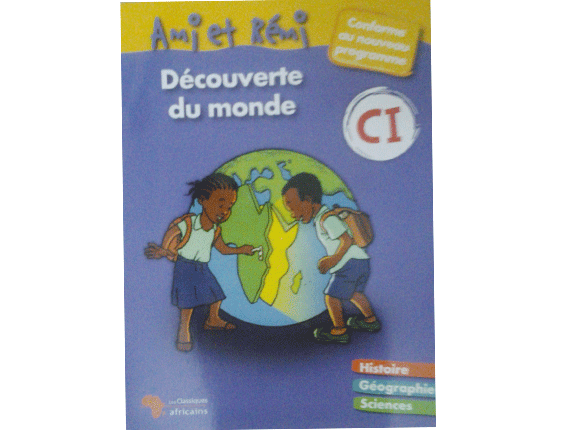 Ami et Rémi
Conforme
au nouveau
programme
Découverte
du monde
CI
Histoire
Géographie
Sciences
Les Classiques
africains